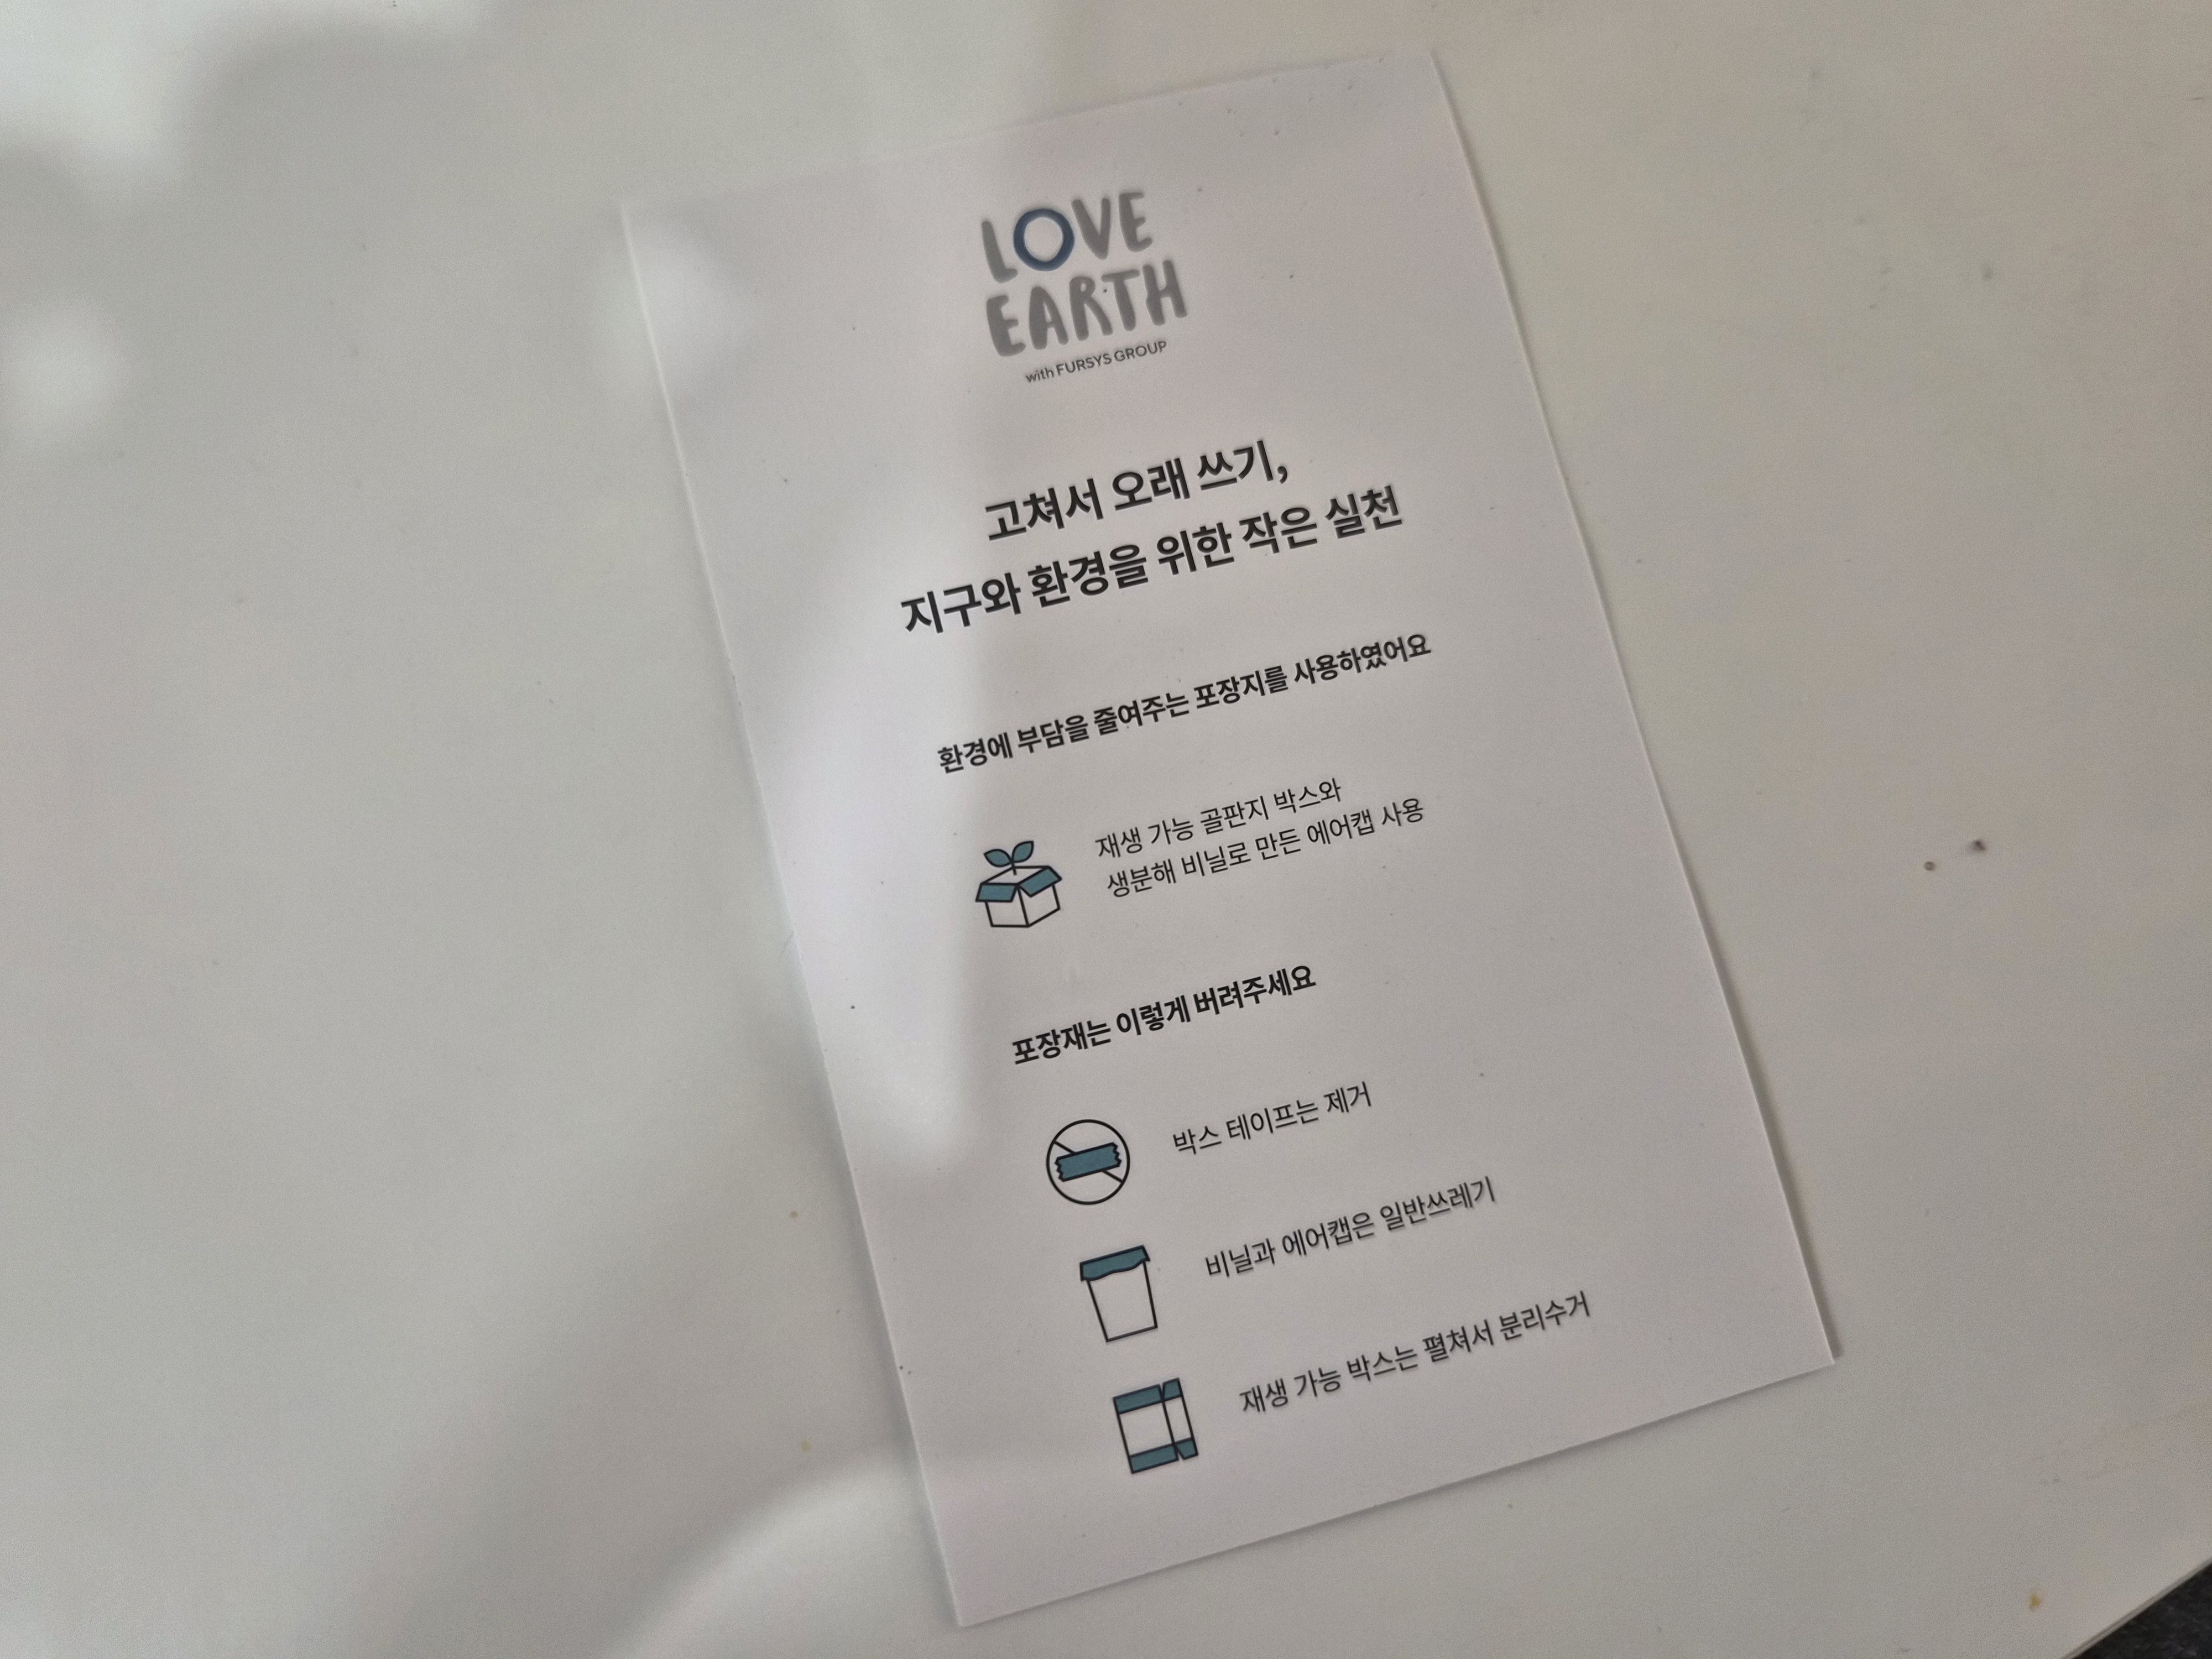 LOVE
EARTH
with FURSYS GROUP
고쳐서 오래 쓰기,
지구와 환경을 위한 작은 실천
환경에 부담을 줄여주는 포장지를 사용하였어요
재생 가능 골판지 박스와
생분해 비닐로 만든 에어캡 사용
포장재는 이렇게 버려주세요
박스 테이프는 제거
비닐과 에어캡은 일반쓰레기
재생 가능 박스는 펼쳐서 분리수거